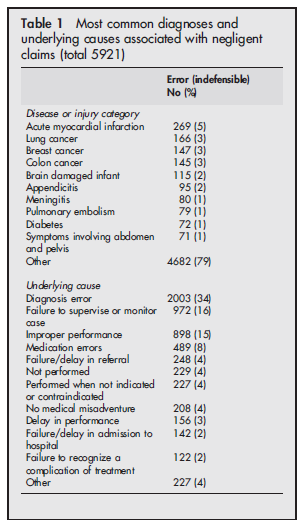 Table 1 Most common diagnoses and
underlying causes associated with negligent
claims (total 5921)
Error (indefensible)
No (%)
Disease or injury category
Acute myocardial infarction 269 (5)
Lung cancer 166 (3)
Breast cancer 147 (3)
Colon cancer 145 (3)
Brain damaged infant 115 (2)
Appendicitis 95 (2)
Meningitis 80 (1)
Pulmonary embolism 79 (1)
Diabetes 72 (1)
Symptoms involving abdomen 71 (1)
and pelvis
Other 4682 (79)
Underlying cause
Diagnosis error 2003 (34)
Failure to supervise or monitor 972 (16)
case
Improper performance 898 (15)
Medication errors 489 (8)
Failure/delay in referral 248 (4)
Not performed 229 (4)
Performed when not indicated 227 (4)
or contraindicated
No medical misadventure 208 (4)
Delay in performance 156 (3)
Failure/delay in admission to 142 (2)
hospital
Failure to recognize a 122 (2)
complication of treatment
Other 227 (4)